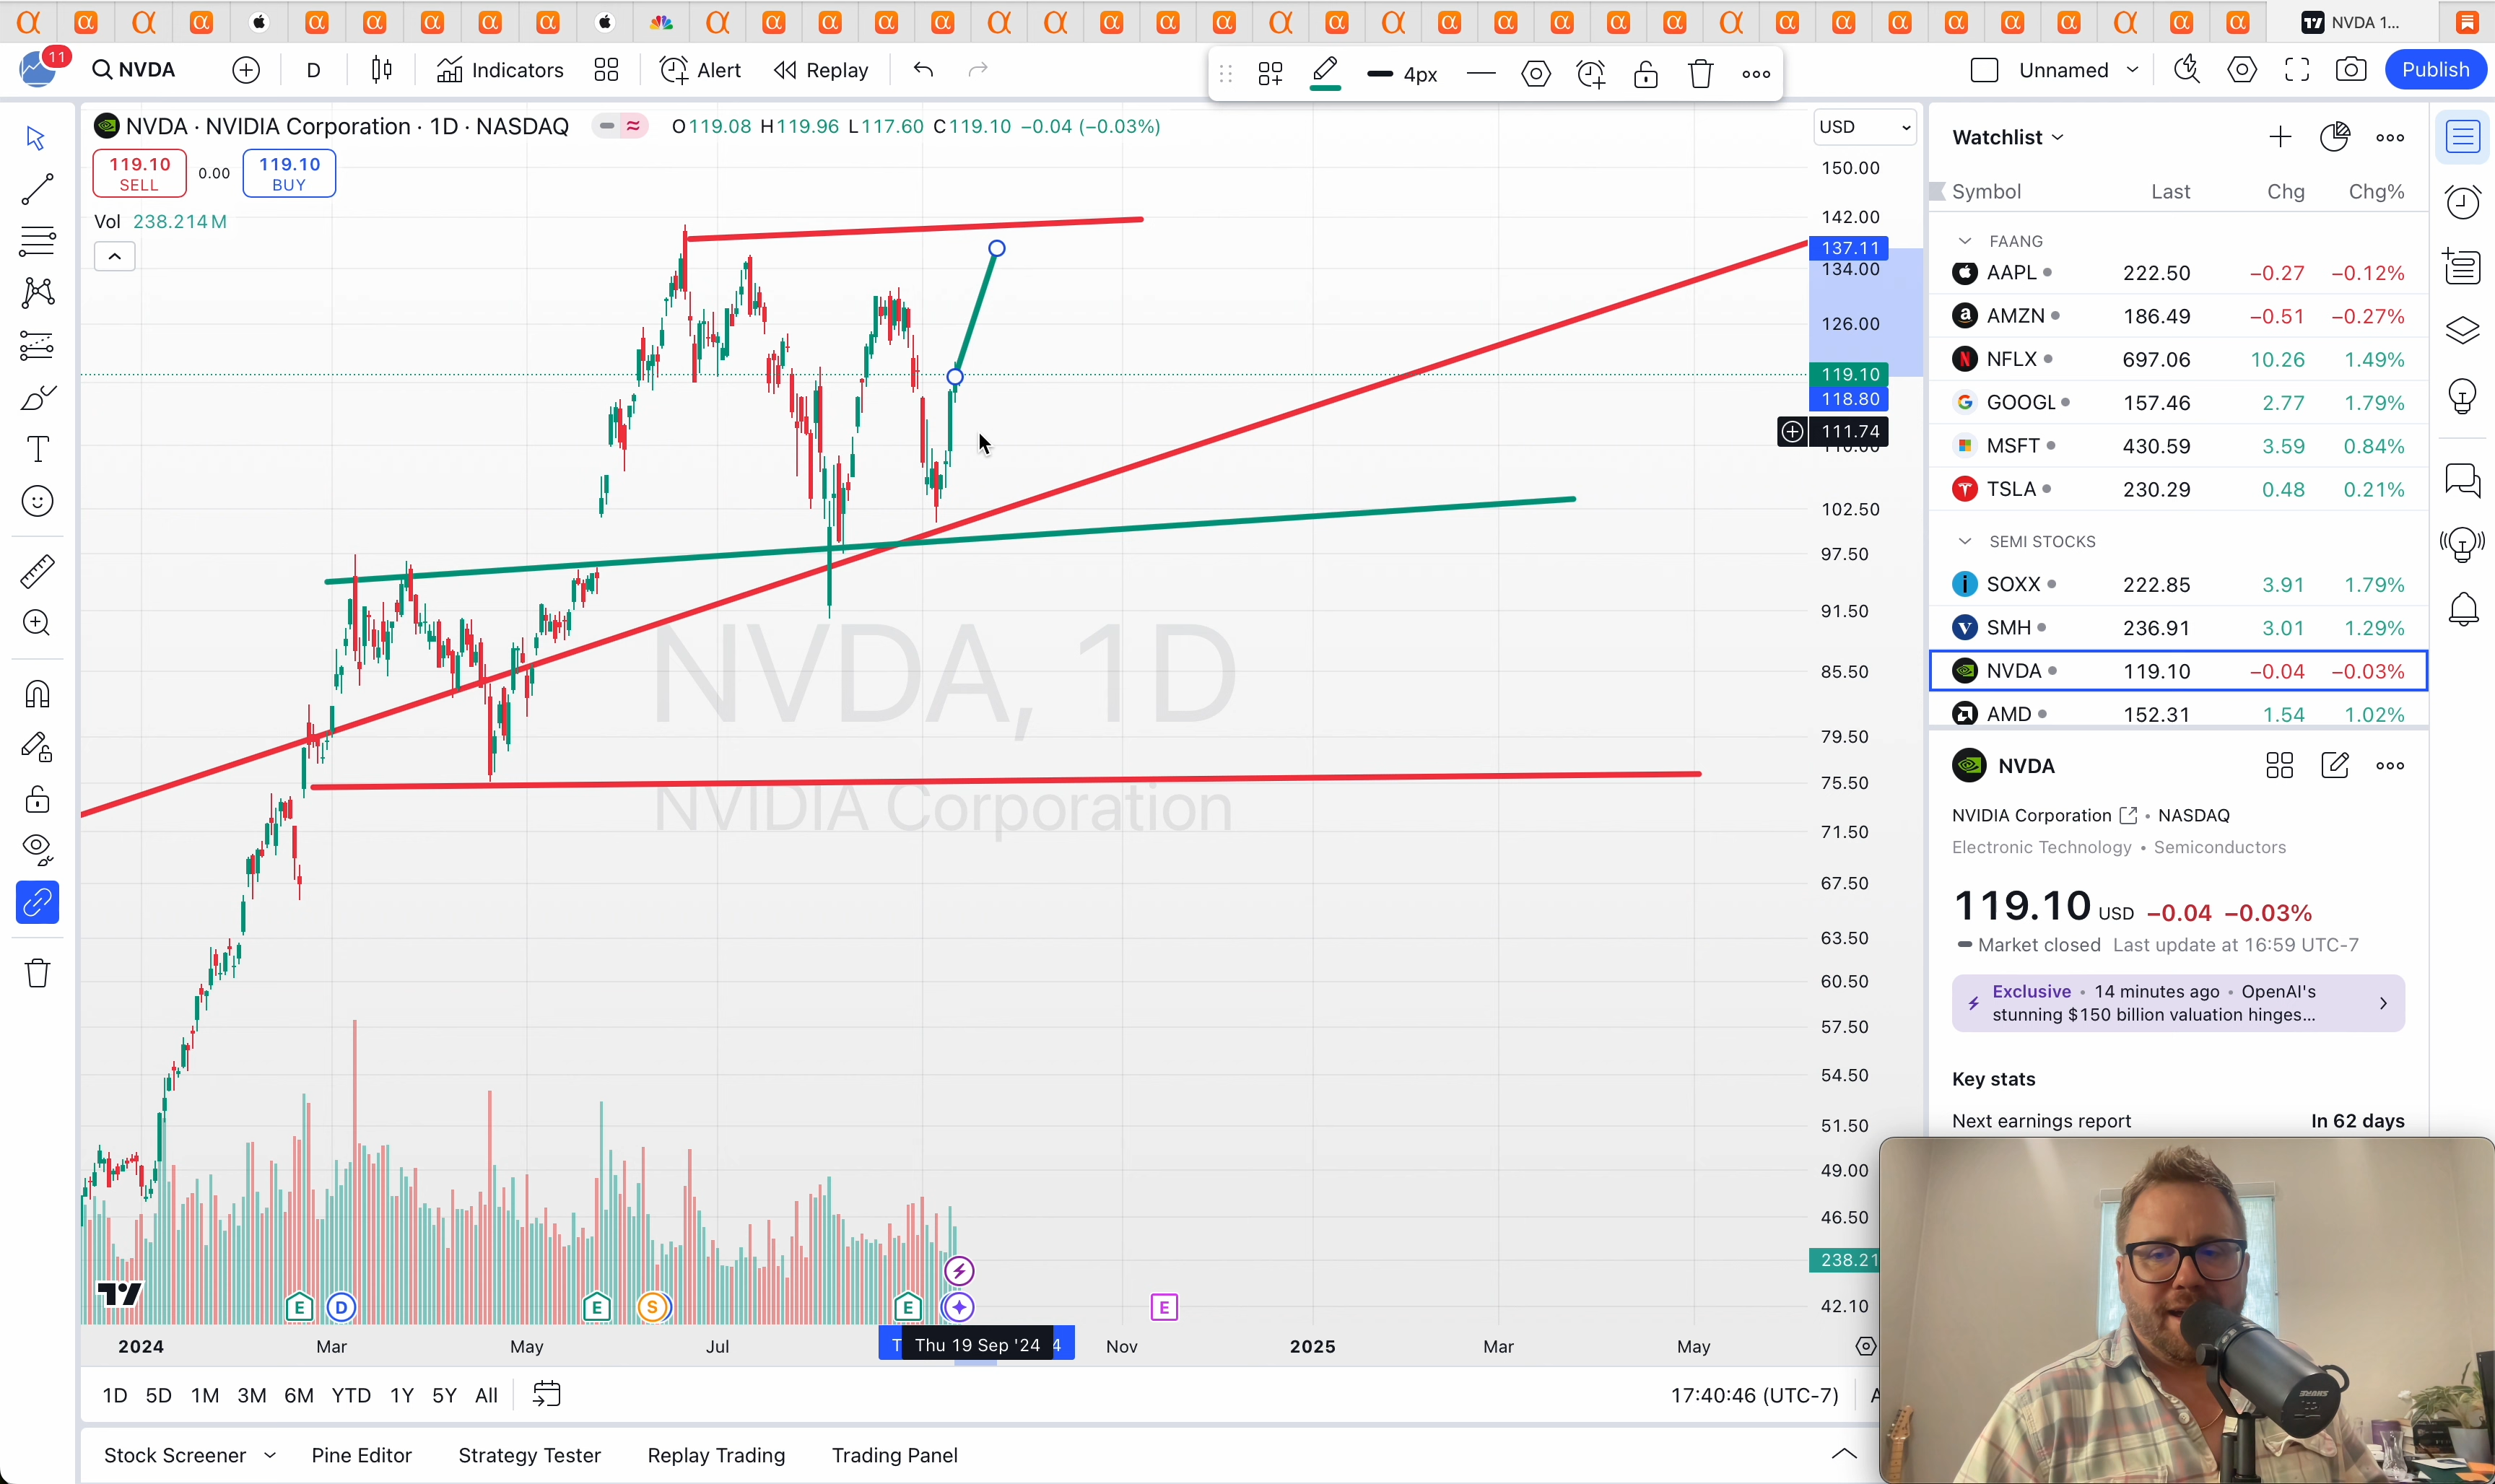 NVDA 1...
11
NVDA
D
Indicators
Alert
Replay
4px
Unnamed
Publish
NVDA · NVIDIA Corporation · 1D · NASDAQ
O119.08 H119.96 L117.60 C119.10 −0.04 (−0.03%)
119.10
SELL
0.00
119.10
BUY
Vol 238.214M
USD
150.00
142.00
137.11
134.00
126.00
119.10
118.80
111.74
102.50
97.50
91.50
85.50
79.50
75.50
71.50
67.50
63.50
60.50
57.50
54.50
51.50
49.00
46.50
238.21
42.10
NVDA, 1D
NVIDIA Corporation
E
D
E
S
E
E
2024
Mar
May
Jul
Thu 19 Sep '24
4
Nov
2025
Mar
May
1D 5D 1M 3M 6M YTD 1Y 5Y All
17:40:46 (UTC-7)
Stock Screener
Pine Editor
Strategy Tester
Replay Trading
Trading Panel
Watchlist
Symbol Last Chg Chg%
FAANG
AAPL 222.50 −0.27 −0.12%
AMZN 186.49 −0.51 −0.27%
NFLX 697.06 10.26 1.49%
GOOGL 157.46 2.77 1.79%
MSFT 430.59 3.59 0.84%
TSLA 230.29 0.48 0.21%
SEMI STOCKS
SOXX 222.85 3.91 1.79%
SMH 236.91 3.01 1.29%
NVDA 119.10 −0.04 −0.03%
AMD 152.31 1.54 1.02%
NVDA
NVIDIA Corporation • NASDAQ
Electronic Technology • Semiconductors
119.10 USD −0.04 −0.03%
Market closed Last update at 16:59 UTC-7
Exclusive • 14 minutes ago • OpenAI's
stunning $150 billion valuation hinges...
Key stats
Next earnings report In 62 days
SHURE